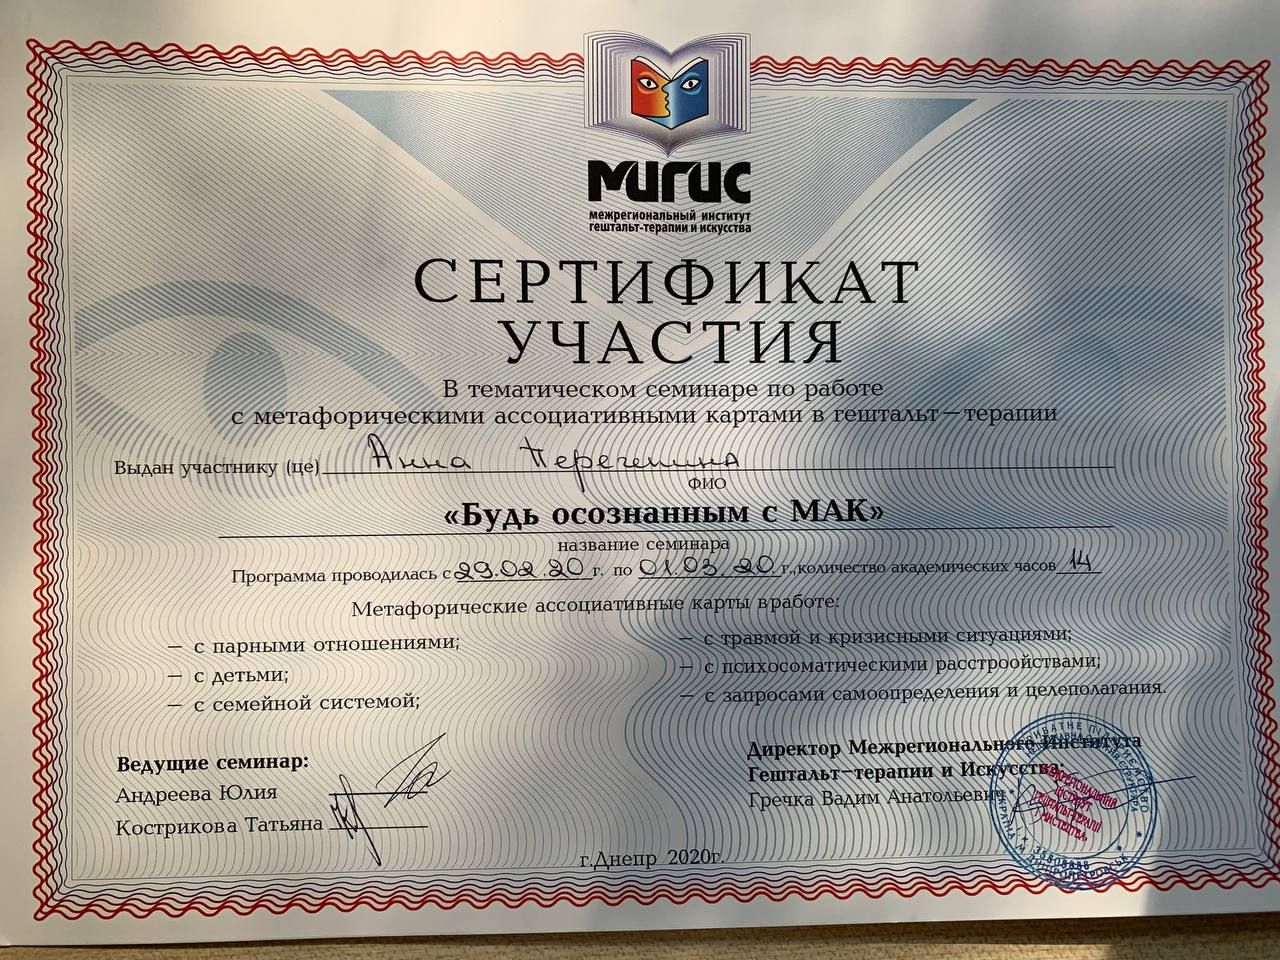 МИГИС
межрегиональный институт
гештальт-терапии и искусства
СЕРТИФИКАТ
УЧАСТИЯ
В тематическом семинаре по работе
с метафорическими ассоциативными картами в гештальт-терапии
Выдан участнику (це) Анна
ФИО
«Будь осознанным с МАК»
название семинара
Программа проводилась с 29.02.20 г. по 01.03.20 г., количество академических часов 14
Метафорические ассоциативные карты в работе:
— с парными отношениями;
— с детьми;
— с семейной системой;
— с травмой и кризисными ситуациями;
— с психосоматическими расстроойствами;
— с запросами самоопределения и целеполагания.
Ведущие семинар:
Андреева Юлия
Кострикова Татьяна
Директор Межрегионального Института
Гештальт-терапии и Искусства:
Гречка Вадим Анатольевич
г.Днепр 2020г.